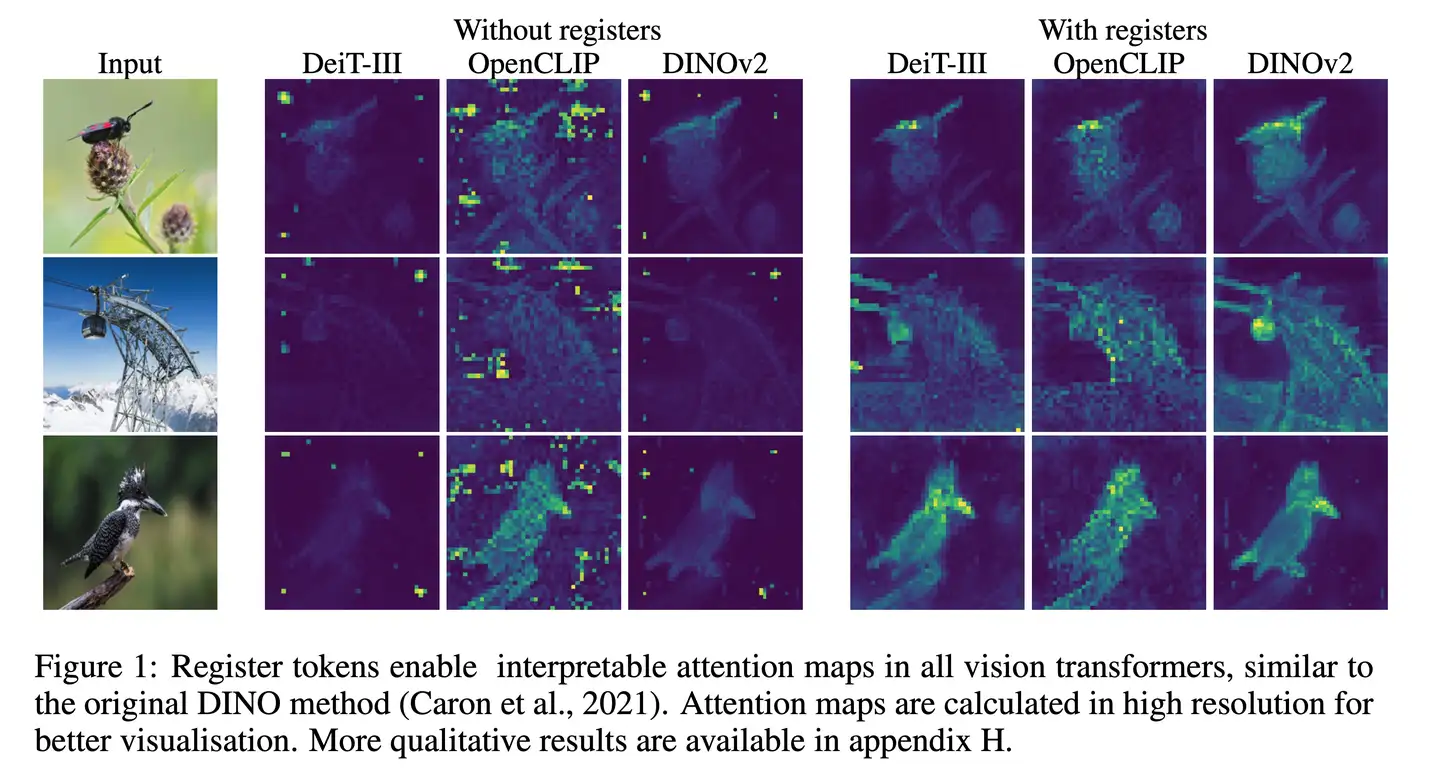 Without registers
With registers
Input
DeiT-III
OpenCLIP
DINOv2
DeiT-III
OpenCLIP
DINOv2
Figure 1: Register tokens enable interpretable attention maps in all vision transformers, similar to
the original DINO method (Caron et al., 2021). Attention maps are calculated in high resolution for
better visualisation. More qualitative results are available in appendix H.